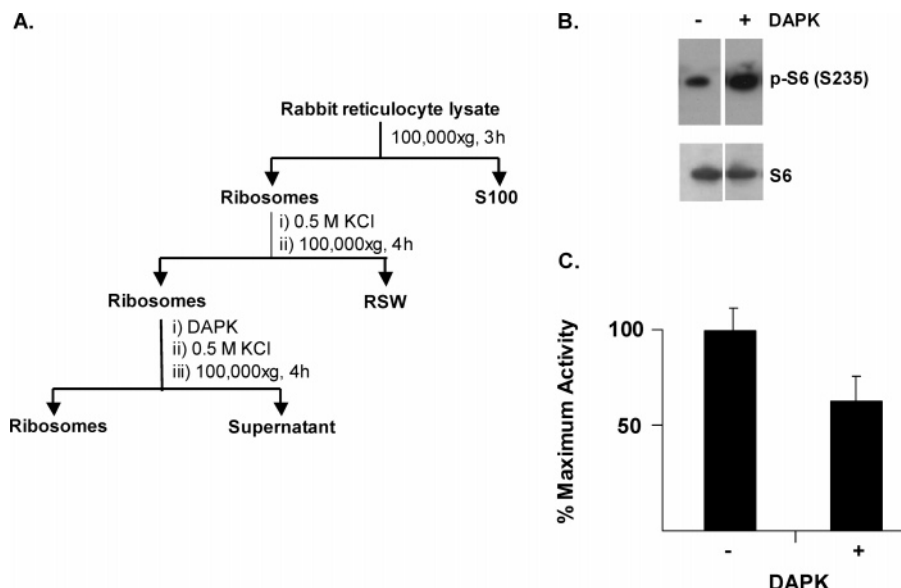 A.
Rabbit reticulocyte lysate
100,000xg, 3h
Ribosomes
S100
i) 0.5 M KCl
ii) 100,000xg, 4h
Ribosomes
RSW
i) DAPK
ii) 0.5 M KCl
iii) 100,000xg, 4h
Ribosomes
Supernatant
B.
- + DAPK
p-S6 (S235)
S6
C.
% Maximum Activity
100
50
- +
DAPK